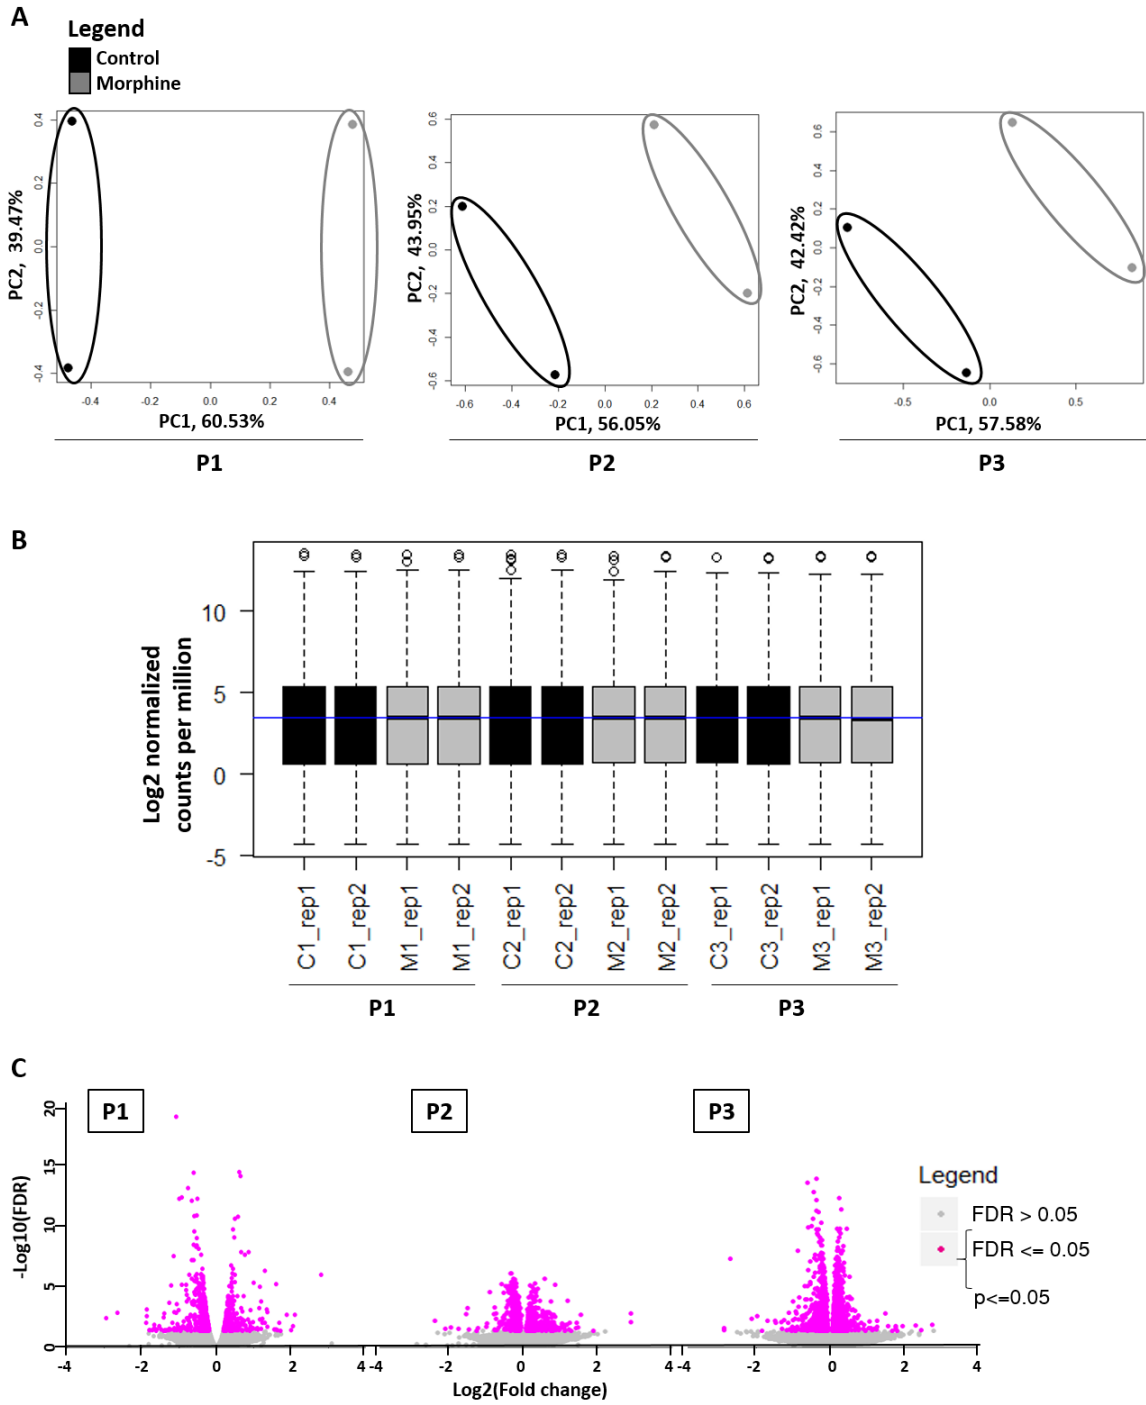 A
Legend
Control
Morphine
0.4
0.2
0.0
-0.2
-0.4
PC2, 39.47%
-0.4 -0.2 0.0 0.2 0.4
PC1, 60.53%
P1
0.6
0.4
0.2
0.0
-0.2
-0.4
-0.6
PC2, 43.95%
-0.6 -0.4 -0.2 0.0 0.2 0.4 0.6
PC1, 56.05%
P2
0.6
0.4
0.2
0.0
-0.2
-0.4
-0.6
PC2, 42.42%
-0.5 0.0 0.5
PC1, 57.58%
P3
B
Log2 normalized
counts per million
10
5
0
-5
C1_rep1
C1_rep2
M1_rep1
M1_rep2
C2_rep1
C2_rep2
M2_rep1
M2_rep2
C3_rep1
C3_rep2
M3_rep1
M3_rep2
P1 P2 P3
C
P1 P2 P3
-Log10(FDR)
20
15
10
5
0
-4 -2 0 2 4 -4 -2 0 2 4 -4 -2 0 2 4
Log2(Fold change)
Legend
FDR > 0.05
FDR <= 0.05
p<=0.05